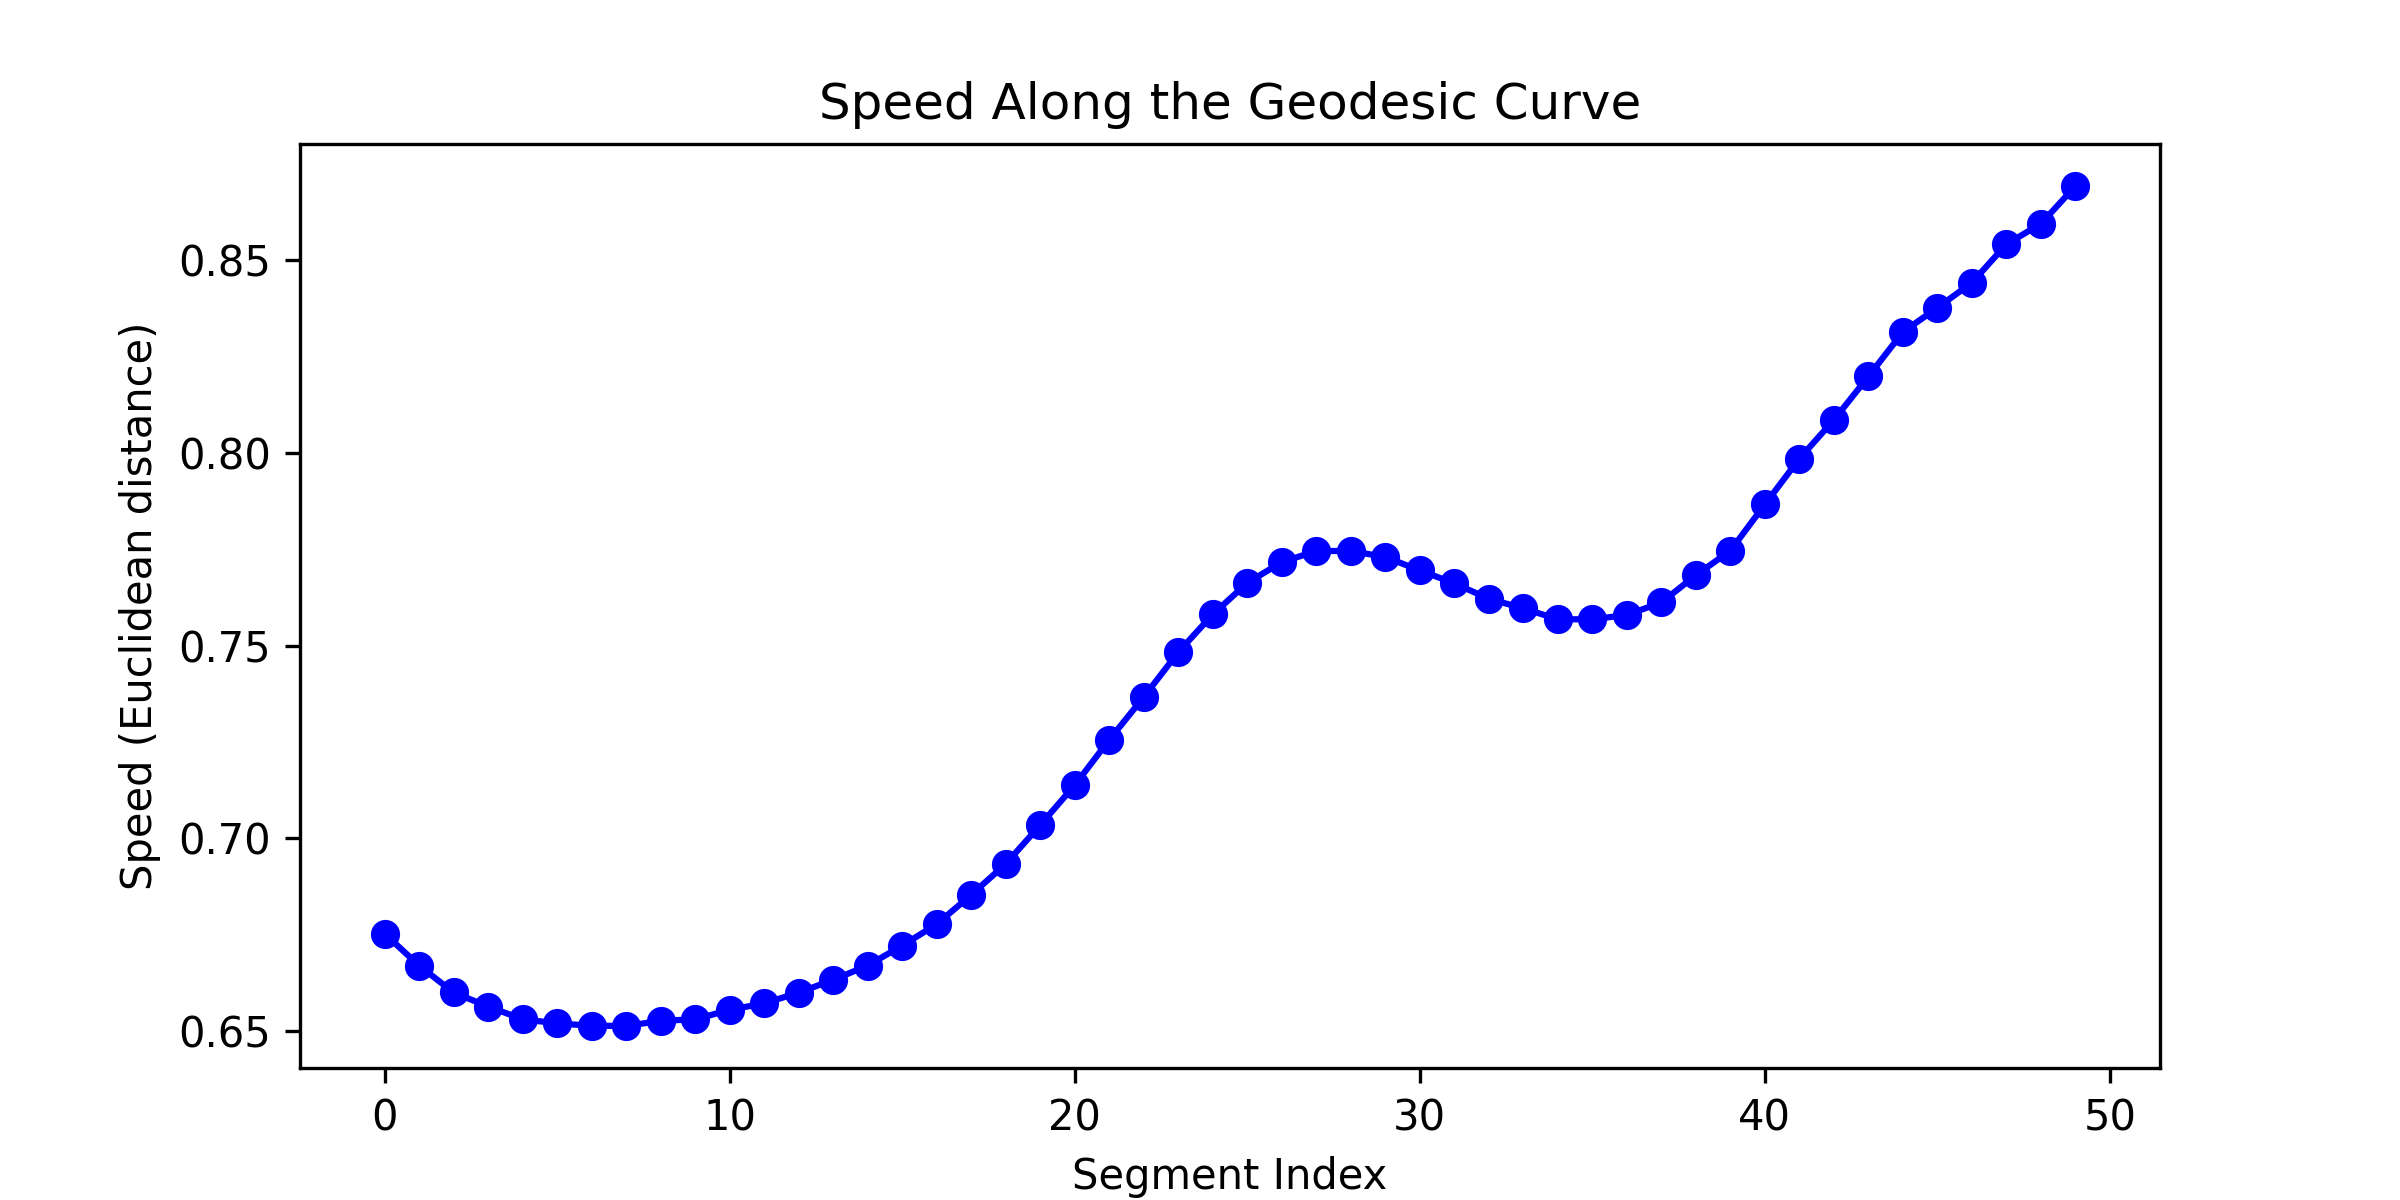 Speed Along the Geodesic Curve
Speed (Euclidean distance)
0.85
0.80
0.75
0.70
0.65
0 10 20 30 40 50
Segment Index